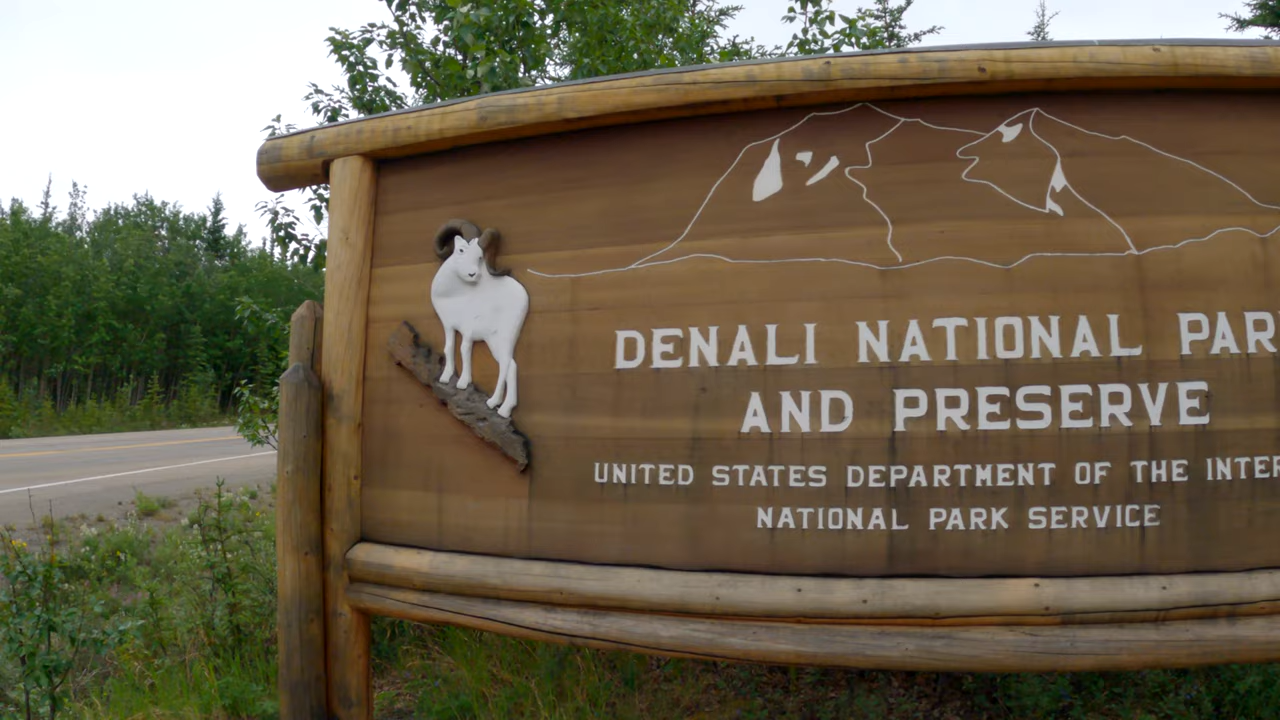 DENALI NATIONAL PAR
AND PRESERVE
UNITED STATES DEPARTMENT OF THE INTER
NATIONAL PARK SERVICE